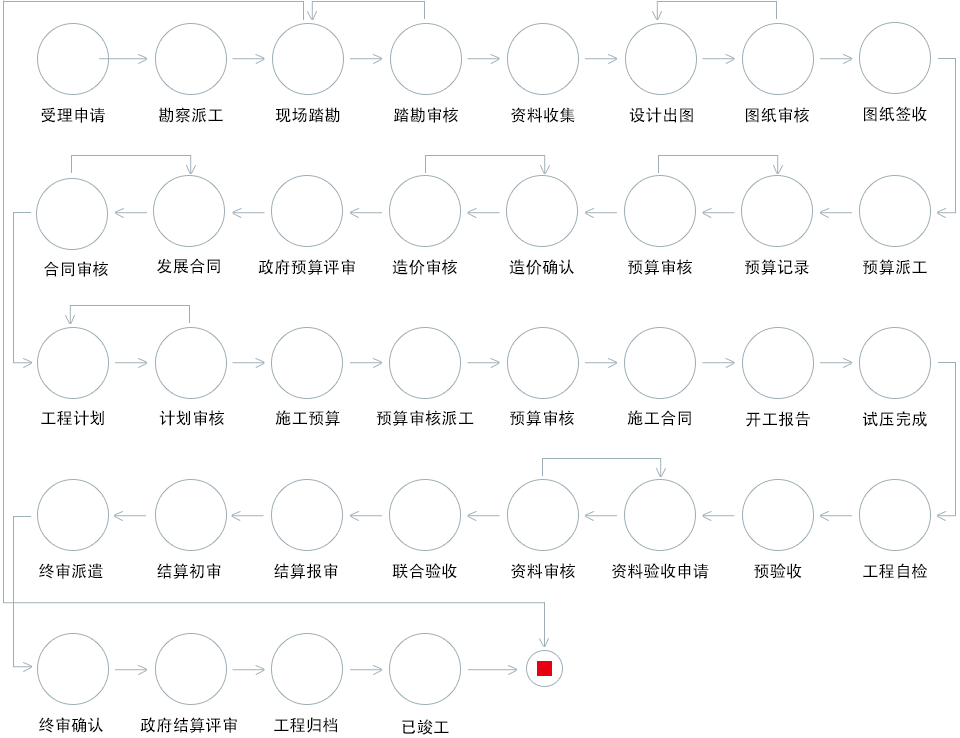 受理申请 勘察派工 现场踏勘 踏勘审核 资料收集 设计出图 图纸审核 图纸签收
合同审核 发展合同 政府预算评审 造价审核 造价确认 预算审核 预算记录 预算派工
工程计划 计划审核 施工预算 预算审核派工 预算审核 施工合同 开工报告 试压完成
终审派遣 结算初审 结算报审 联合验收 资料审核 资料验收申请 预验收 工程自检
终审确认 政府结算评审 工程归档 已竣工